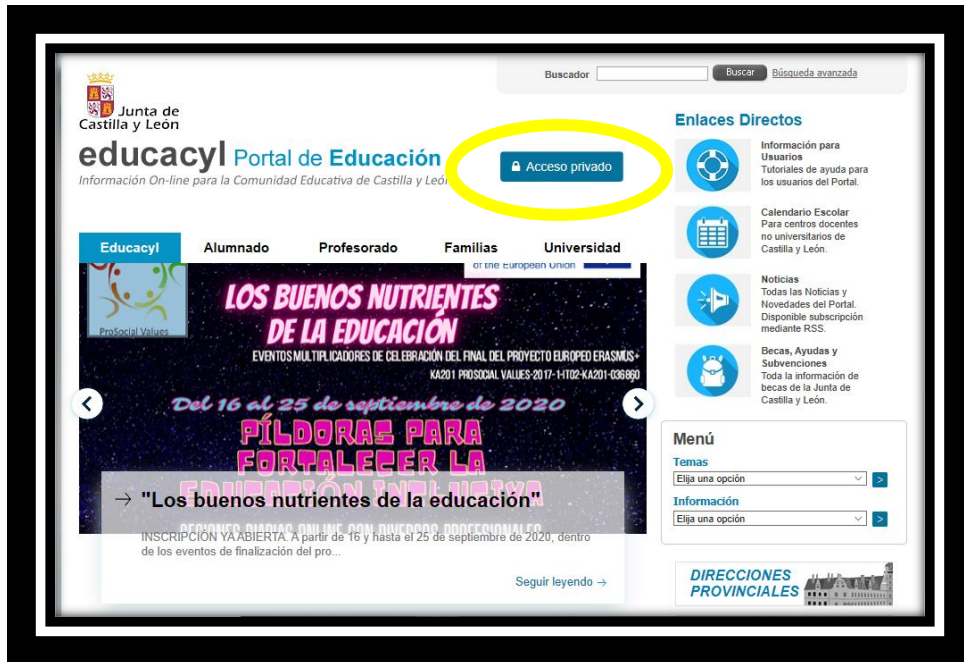 Buscador
Buscar
Búsqueda avanzada
Junta de
Castilla y León
educacyl Portal de Educación
Información On-line para la Comunidad Educativa de Castilla y León
Acceso privado
Educacyl
Alumnado
Profesorado
Familias
Universidad
of the European Union
ProSocial Values
LOS BUENOS NUTRIENTES
DE LA EDUCACIÓN
EVENTOS MULTIPLICADORES DE CELEBRACIÓN DEL FINAL DEL PROYECTO EUROPEO ERASMUS+
KA201 PROSOCIAL VALUES-2017-1-IT02-KA201-036860
Del 16 al 25 de septiembre de 2020
PÍLDORAS PARA
FORTALECER LA
EDUCACIÓN INCLUSIVA
SESIONES DIARIAS ONLINE CON DIVERSOS PROFESIONALES
→ "Los buenos nutrientes de la educación"
INSCRIPCIÓN YA ABIERTA. A partir de 16 y hasta el 25 de septiembre de 2020, dentro
de los eventos de finalización del pro...
Seguir leyendo →
Enlaces Directos
Información para
Usuarios
Tutoriales de ayuda para
los usuarios del Portal.
Calendario Escolar
Para centros docentes
no universitarios de
Castilla y León.
Noticias
Todas las Noticias y
Novedades del Portal.
Disponible subscripción
mediante RSS.
Becas, Ayudas y
Subvenciones
Toda la información de
becas de la Junta de
Castilla y León.
Menú
Temas
Elija una opción
>
Información
Elija una opción
>
DIRECCIONES
PROVINCIALES